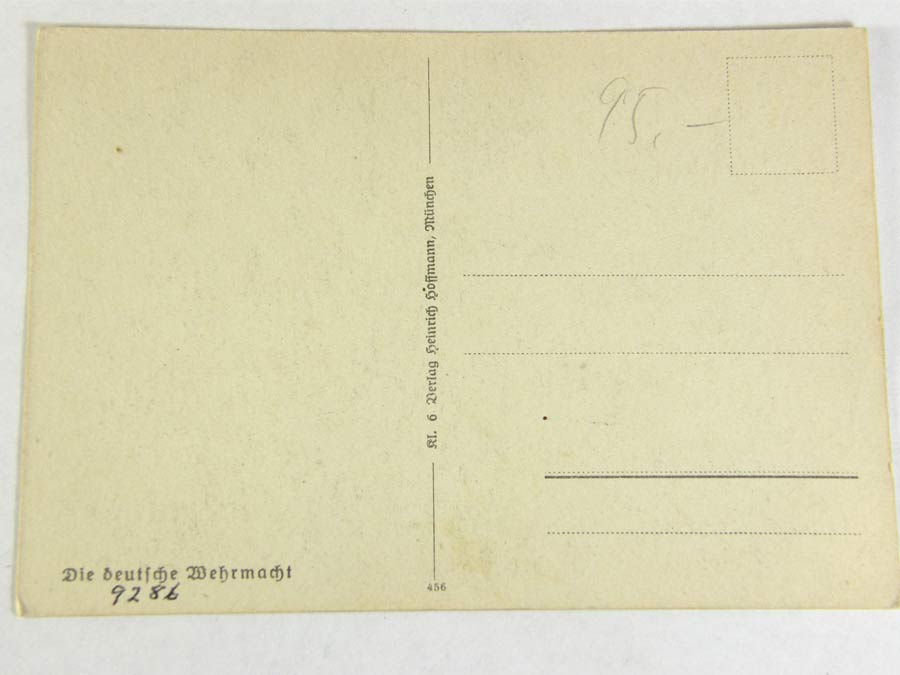 95,–
Kl. 6 Verlag Heinrich Hoffmann, München
Die deutsche Wehrmacht
9286
456